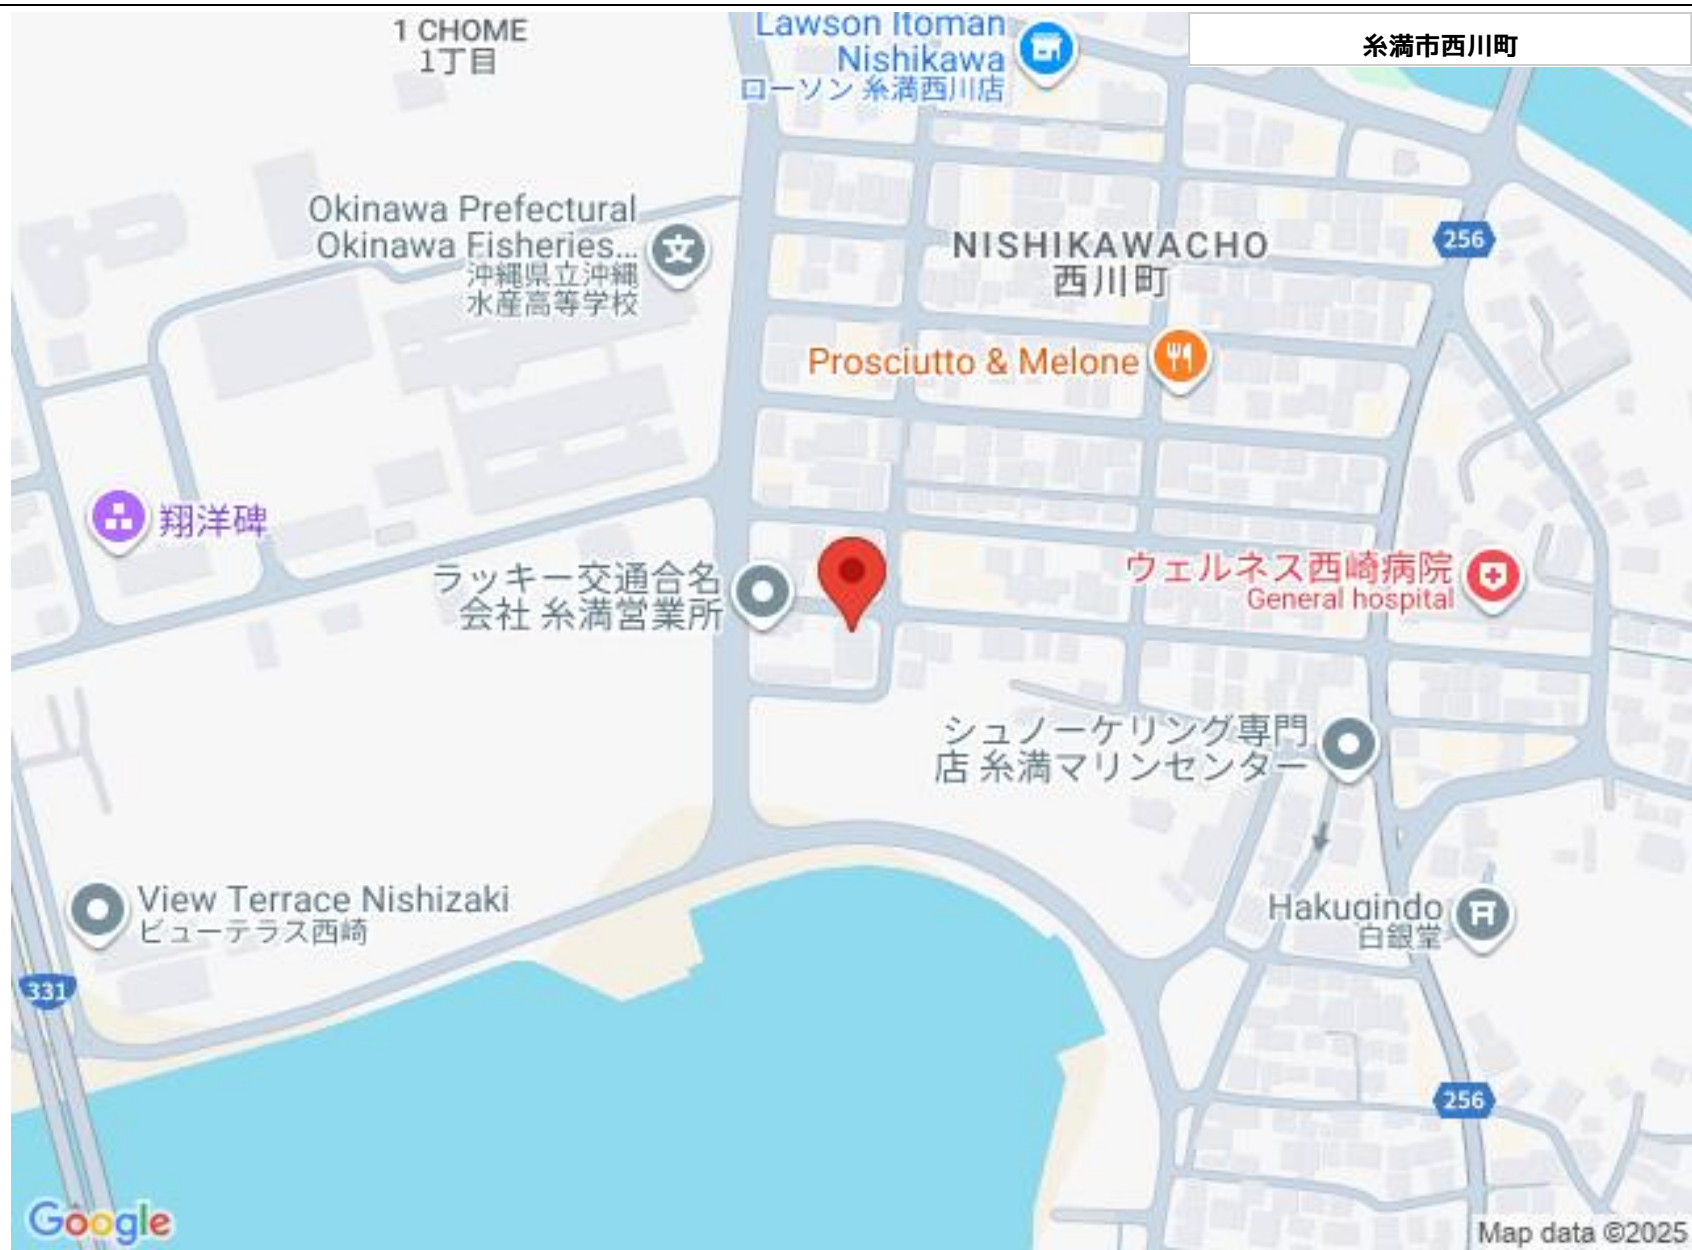 1 CHOME
1丁目
Lawson Itoman
Nishikawa
ローソン 糸満西川店
糸満市西川町
Okinawa Prefectural
Okinawa Fisheries...
沖縄県立沖縄
水産高等学校
NISHIKAWACHO
西川町
256
Prosciutto & Melone
翔洋碑
ラッキー交通合名
会社 糸満営業所
ウェルネス西崎病院
General hospital
シュノーケリング専門
店 糸満マリンセンター
View Terrace Nishizaki
ビューテラス西崎
Hakugindo
白銀堂
331
256
Google
Map data ©2025